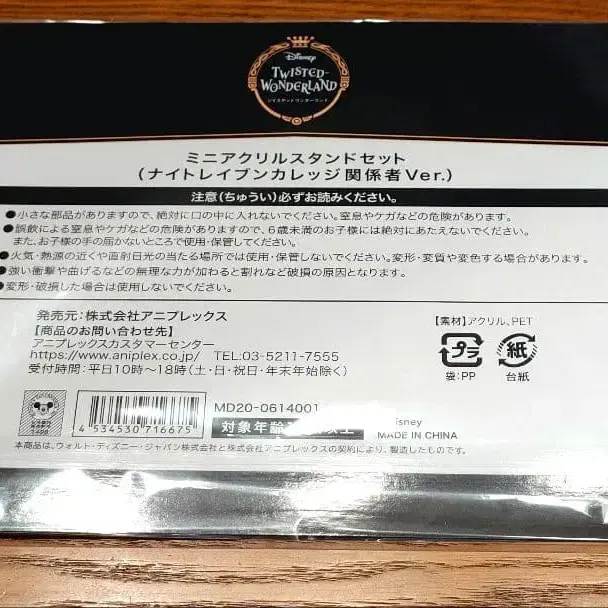 Disney
TWISTED-
WONDERLAND
ツイステッドワンダーランド
ミニアクリルスタンドセット
(ナイトレイブンカレッジ関係者Ver.)
注意(ちゅうい)必ずお読みください。
●小さな部品がありますので、絶対に口の中に入れないでください。窒息やケガなどの危険があります。
●誤飲による窒息やケガなどの危険がありますので、6歳未満のお子様には絶対にあたえないでください。
また、お子様の手の届かないところで使用・保管してください。
●火気・熱源の近くや直射日光の当たる場所では使用・保管しないでください。変形・変質や変色する場合があります。
●強い衝撃や曲げるなどの無理な力が加わると割れなど破損の原因となります。
●変形・破損した場合は使用しないでください。
発売元:株式会社アニプレックス
【商品のお問い合わせ先】
アニプレックスカスタマーセンター
https://www.aniplex.co.jp/ TEL:03-5211-7555
受付時間:平日10時~18時(土・日・祝日・年末年始除く)
【素材】アクリル、PET
プラ 紙
袋:PP 台紙
4 534530 716675
MD20-0614001
対象年齢
Disney
MADE IN CHINA
本商品は、ウォルト・ディズニー・ジャパン株式会社と株式会社アニプレックスの契約により、製造したものです。